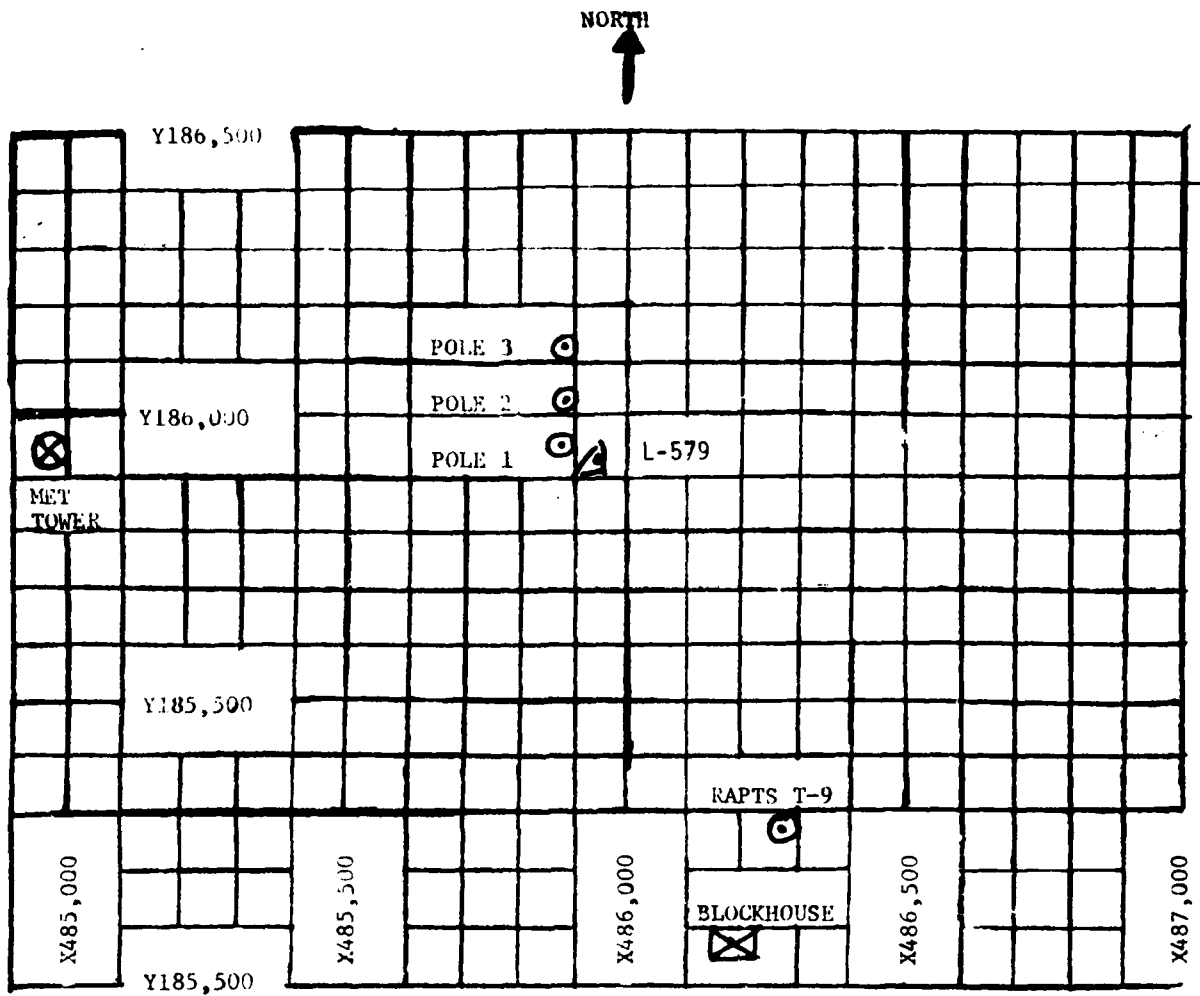 NORTH
Y186,500
POLE 3
POLE 2
Y186,000
POLE 1
L-579
MET
TOWER
Y185,500
RAPTS T-9
X485,000
X485,500
X486,000
X486,500
X487,000
BLOCKHOUSE
Y185,500